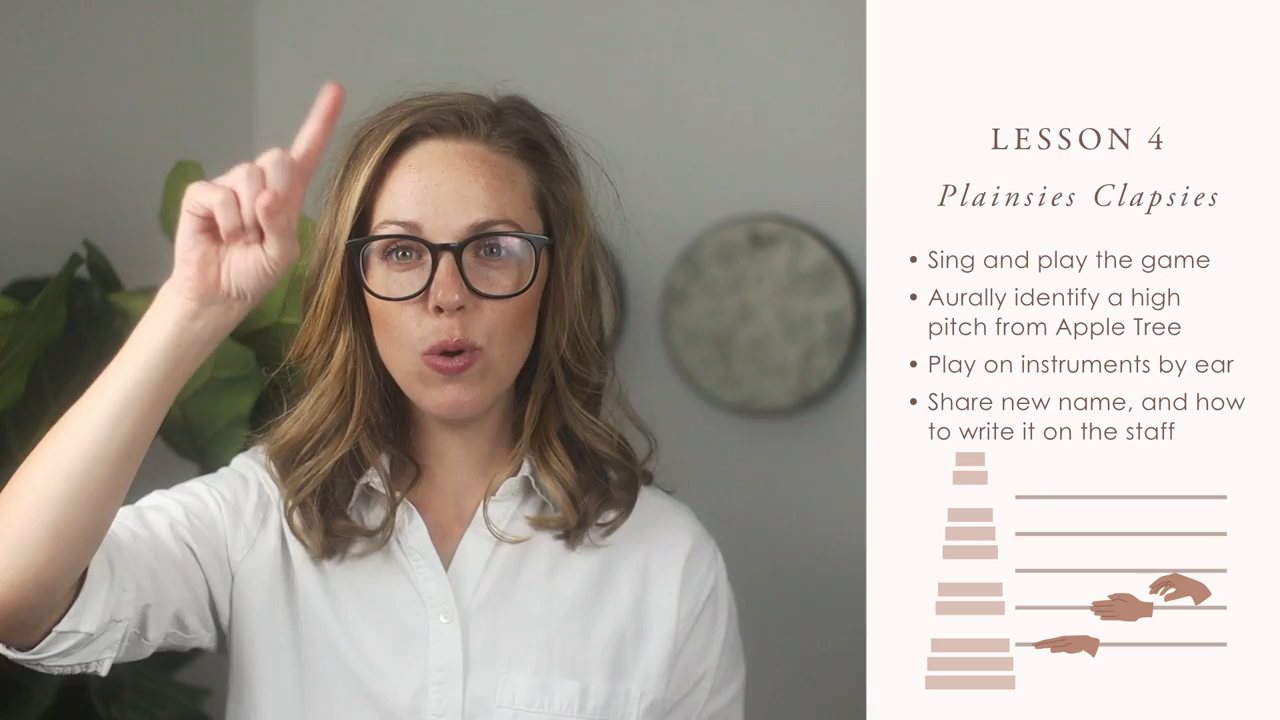 LESSON 4
Plainsies Clapsies
• Sing and play the game
• Aurally identify a high
pitch from Apple Tree
• Play on instruments by ear
• Share new name, and how
to write it on the staff